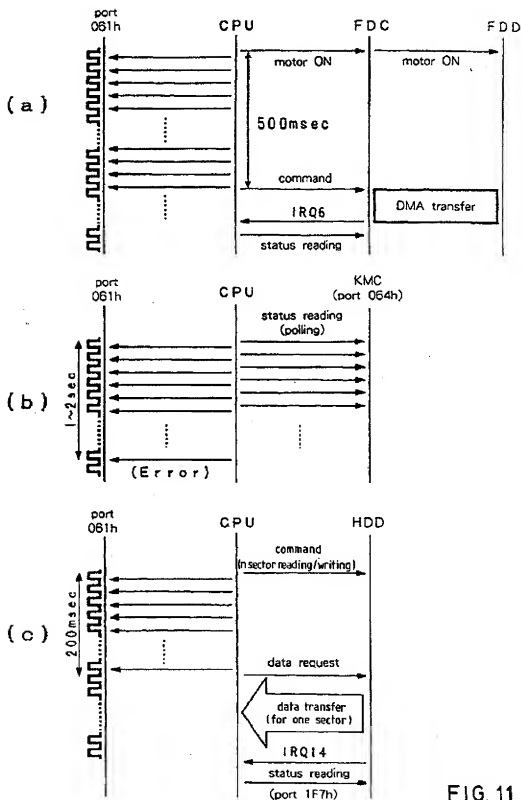 port
061h
CPU
FDC
FDD
motor ON
motor ON
(a)
500msec
command
IRQ6
DMA transfer
status reading
port
061h
CPU
KMC
(port 064h)
status reading
(polling)
(b)
1~2sec
(Error)
port
061h
CPU
HDD
command
(n sector reading/writing)
(c)
200msec
data request
data transfer
(for one sector)
IRQ14
status reading
(port 1F7h)
FIG. 11